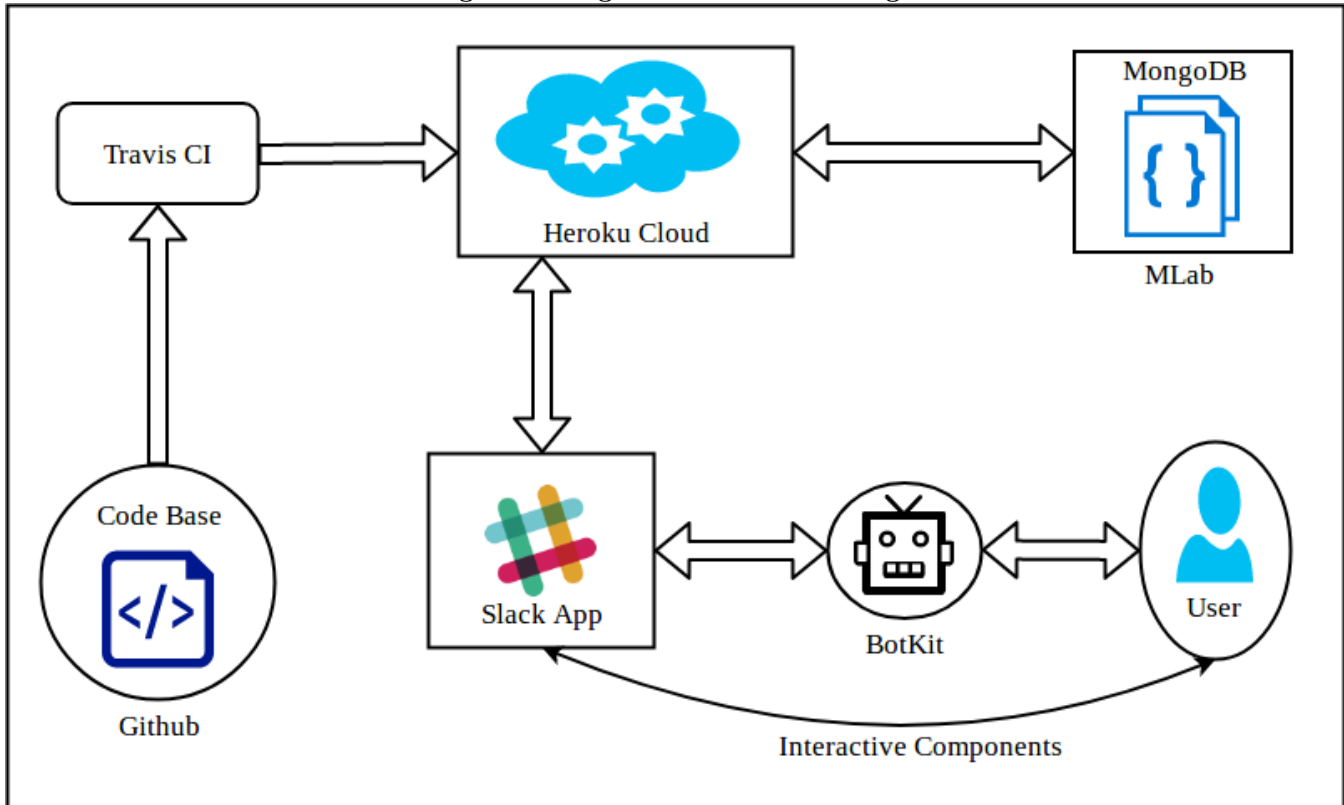 Travis CI
Heroku Cloud
MongoDB
{ }
MLab
Code Base
</>
Github
Slack App
BotKit
User
Interactive Components